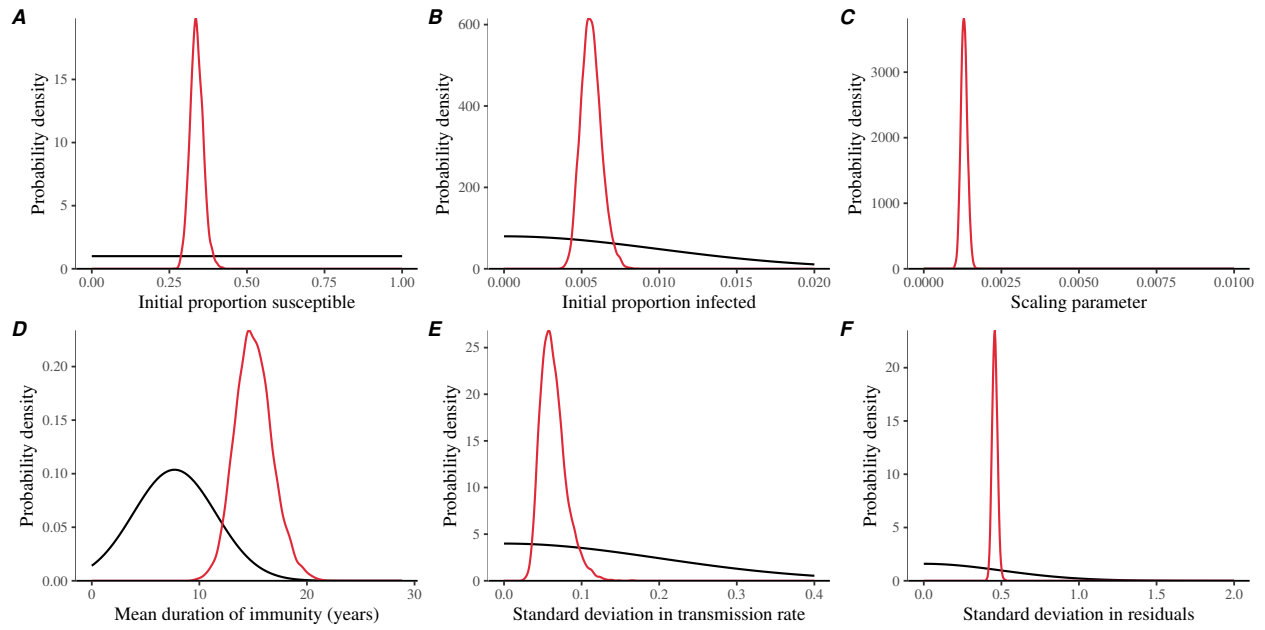 A
Probability density
15
10
5
0
0.00 0.25 0.50 0.75 1.00
Initial proportion susceptible
B
Probability density
600
400
200
0
0.000 0.005 0.010 0.015 0.020
Initial proportion infected
C
Probability density
3000
2000
1000
0
0.0000 0.0025 0.0050 0.0075 0.0100
Scaling parameter
D
Probability density
0.20
0.15
0.10
0.05
0.00
0 10 20 30
Mean duration of immunity (years)
E
Probability density
25
20
15
10
5
0
0.0 0.1 0.2 0.3 0.4
Standard deviation in transmission rate
F
Probability density
20
15
10
5
0
0.0 0.5 1.0 1.5 2.0
Standard deviation in residuals